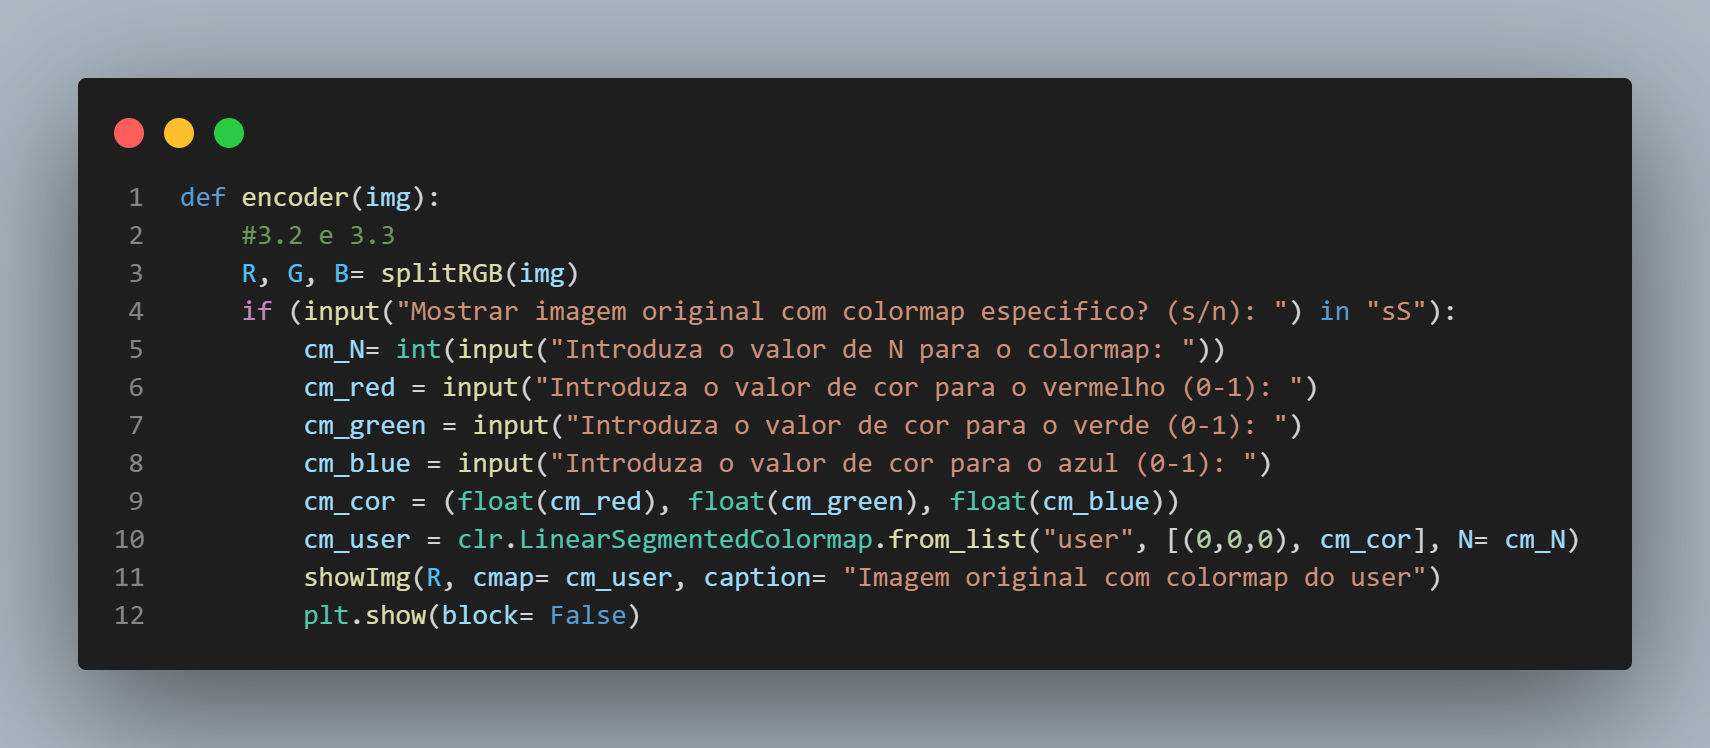 1 def encoder(img):
2     #3.2 e 3.3
3     R, G, B= splitRGB(img)
4     if (input("Mostrar imagem original com colormap especifico? (s/n): ") in "sS"):
5         cm_N= int(input("Introduza o valor de N para o colormap: "))
6         cm_red = input("Introduza o valor de cor para o vermelho (0-1): ")
7         cm_green = input("Introduza o valor de cor para o verde (0-1): ")
8         cm_blue = input("Introduza o valor de cor para o azul (0-1): ")
9         cm_cor = (float(cm_red), float(cm_green), float(cm_blue))
10         cm_user = clr.LinearSegmentedColormap.from_list("user", [(0,0,0), cm_cor], N= cm_N)
11         showImg(R, cmap= cm_user, caption= "Imagem original com colormap do user")
12         plt.show(block= False)